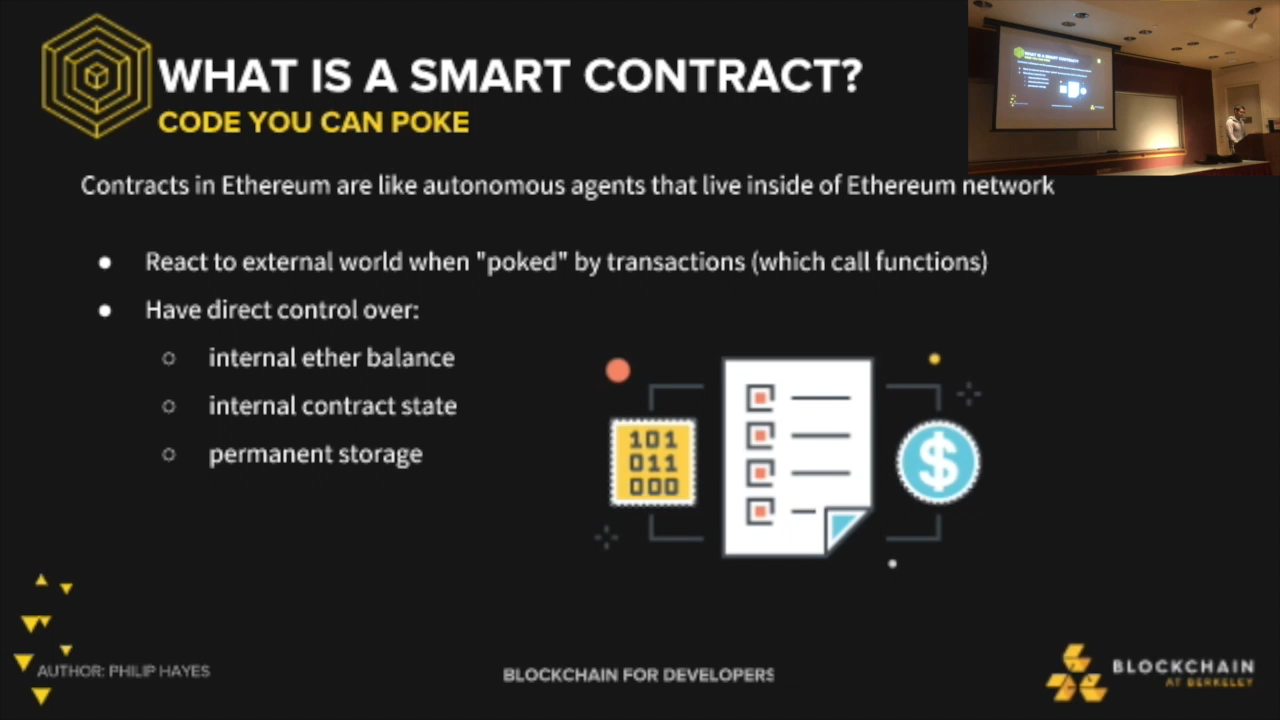 WHAT IS A SMART CONTRACT?
CODE YOU CAN POKE
Contracts in Ethereum are like autonomous agents that live inside of Ethereum network
● React to external world when "poked" by transactions (which call functions)
● Have direct control over:
○ internal ether balance
○ internal contract state
○ permanent storage
101
011
000
$
AUTHOR: PHILIP HAYES
BLOCKCHAIN FOR DEVELOPERS
BLOCKCHAIN
AT BERKELEY